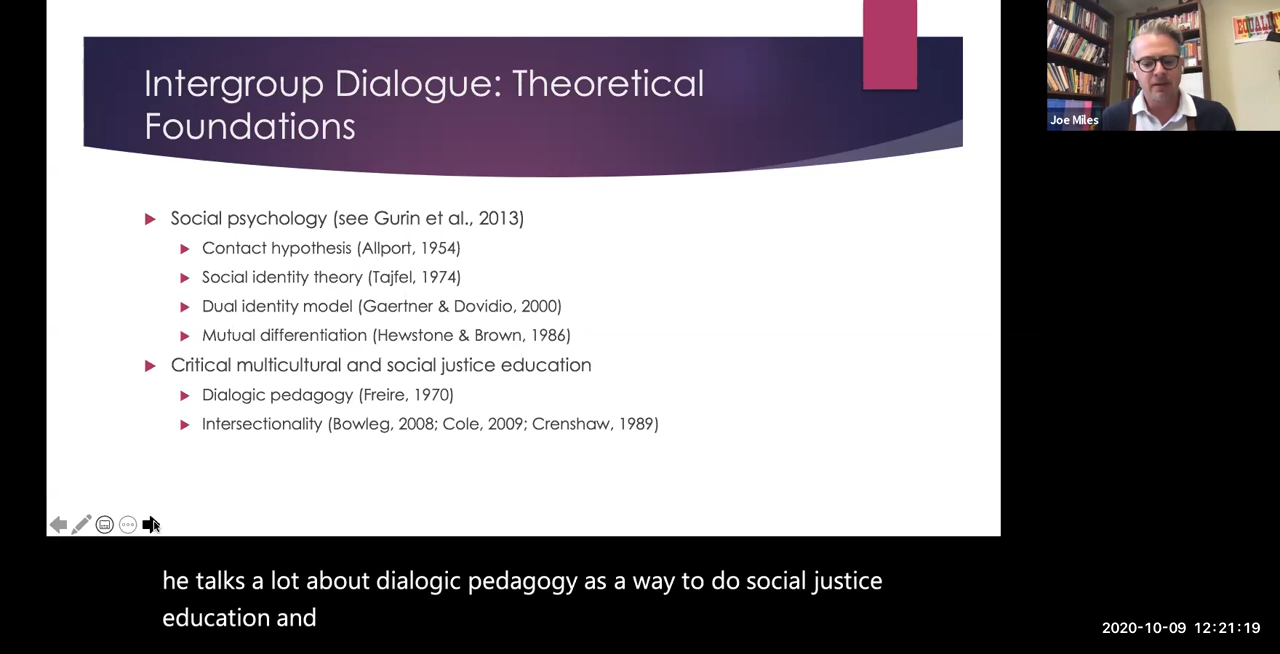 Intergroup Dialogue: Theoretical
Foundations
Social psychology (see Gurin et al., 2013)
Contact hypothesis (Allport, 1954)
Social identity theory (Tajfel, 1974)
Dual identity model (Gaertner & Dovidio, 2000)
Mutual differentiation (Hewstone & Brown, 1986)
Critical multicultural and social justice education
Dialogic pedagogy (Freire, 1970)
Intersectionality (Bowleg, 2008; Cole, 2009; Crenshaw, 1989)
EQUALITY
Joe Miles
he talks a lot about dialogic pedagogy as a way to do social justice
education and
2020-10-09 12:21:19